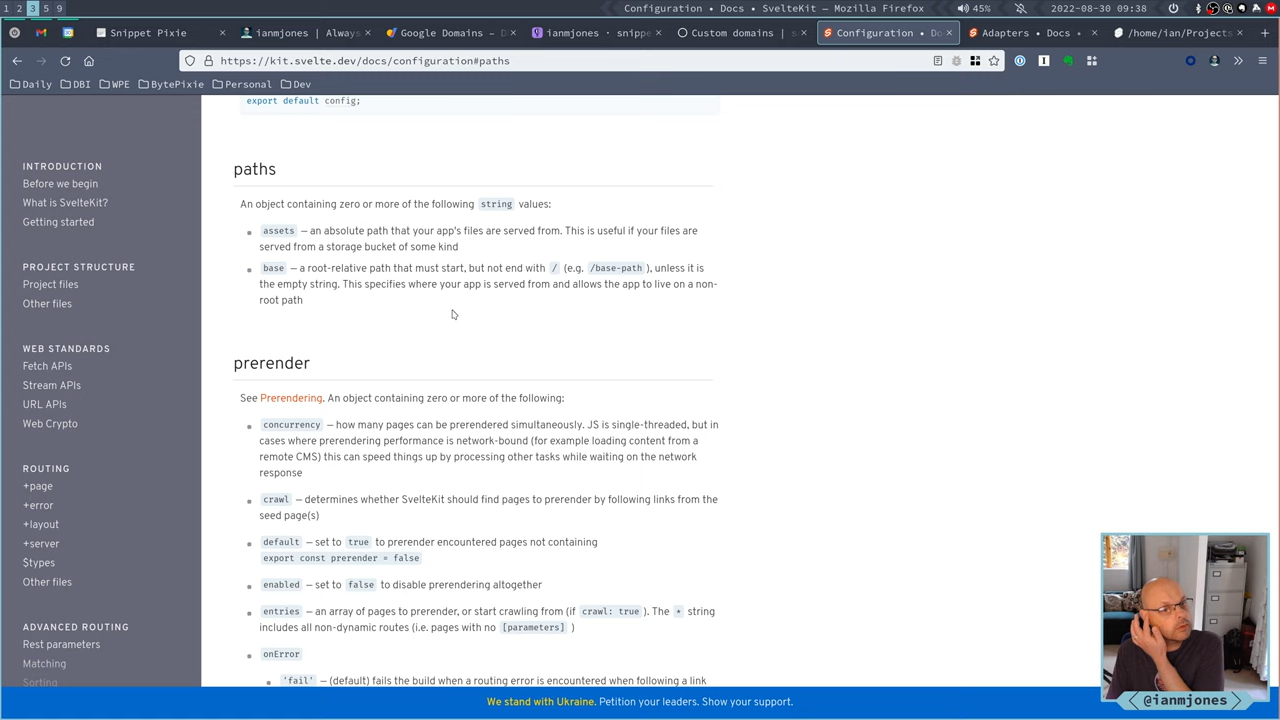 1 2 3 5 9
Configuration • Docs • SvelteKit — Mozilla Firefox
45%
2022-08-30 09:38
Snippet Pixie
ianmjones | Always
Google Domains – D
ianmjones · snippe
Custom domains | s
Configuration • Do
Adapters • Docs •
/home/ian/Projects
https://kit.svelte.dev/docs/configuration#paths
Daily
DBI
WPE
BytePixie
Personal
Dev
export default config;
INTRODUCTION
Before we begin
What is SvelteKit?
Getting started
PROJECT STRUCTURE
Project files
Other files
WEB STANDARDS
Fetch APIs
Stream APIs
URL APIs
Web Crypto
ROUTING
+page
+error
+layout
+server
$types
Other files
ADVANCED ROUTING
Rest parameters
Matching
Sorting
paths
An object containing zero or more of the following string values:
assets — an absolute path that your app's files are served from. This is useful if your files are
served from a storage bucket of some kind
base — a root-relative path that must start, but not end with / (e.g. /base-path ), unless it is
the empty string. This specifies where your app is served from and allows the app to live on a non-
root path
prerender
See Prerendering. An object containing zero or more of the following:
concurrency — how many pages can be prerendered simultaneously. JS is single-threaded, but in
cases where prerendering performance is network-bound (for example loading content from a
remote CMS) this can speed things up by processing other tasks while waiting on the network
response
crawl — determines whether SvelteKit should find pages to prerender by following links from the
seed page(s)
default — set to true to prerender encountered pages not containing
export const prerender = false
enabled — set to false to disable prerendering altogether
entries — an array of pages to prerender, or start crawling from (if crawl: true ). The * string
includes all non-dynamic routes (i.e. pages with no [parameters] )
onError
'fail' — (default) fails the build when a routing error is encountered when following a link
We stand with Ukraine. Petition your leaders. Show your support.
@ianmjones